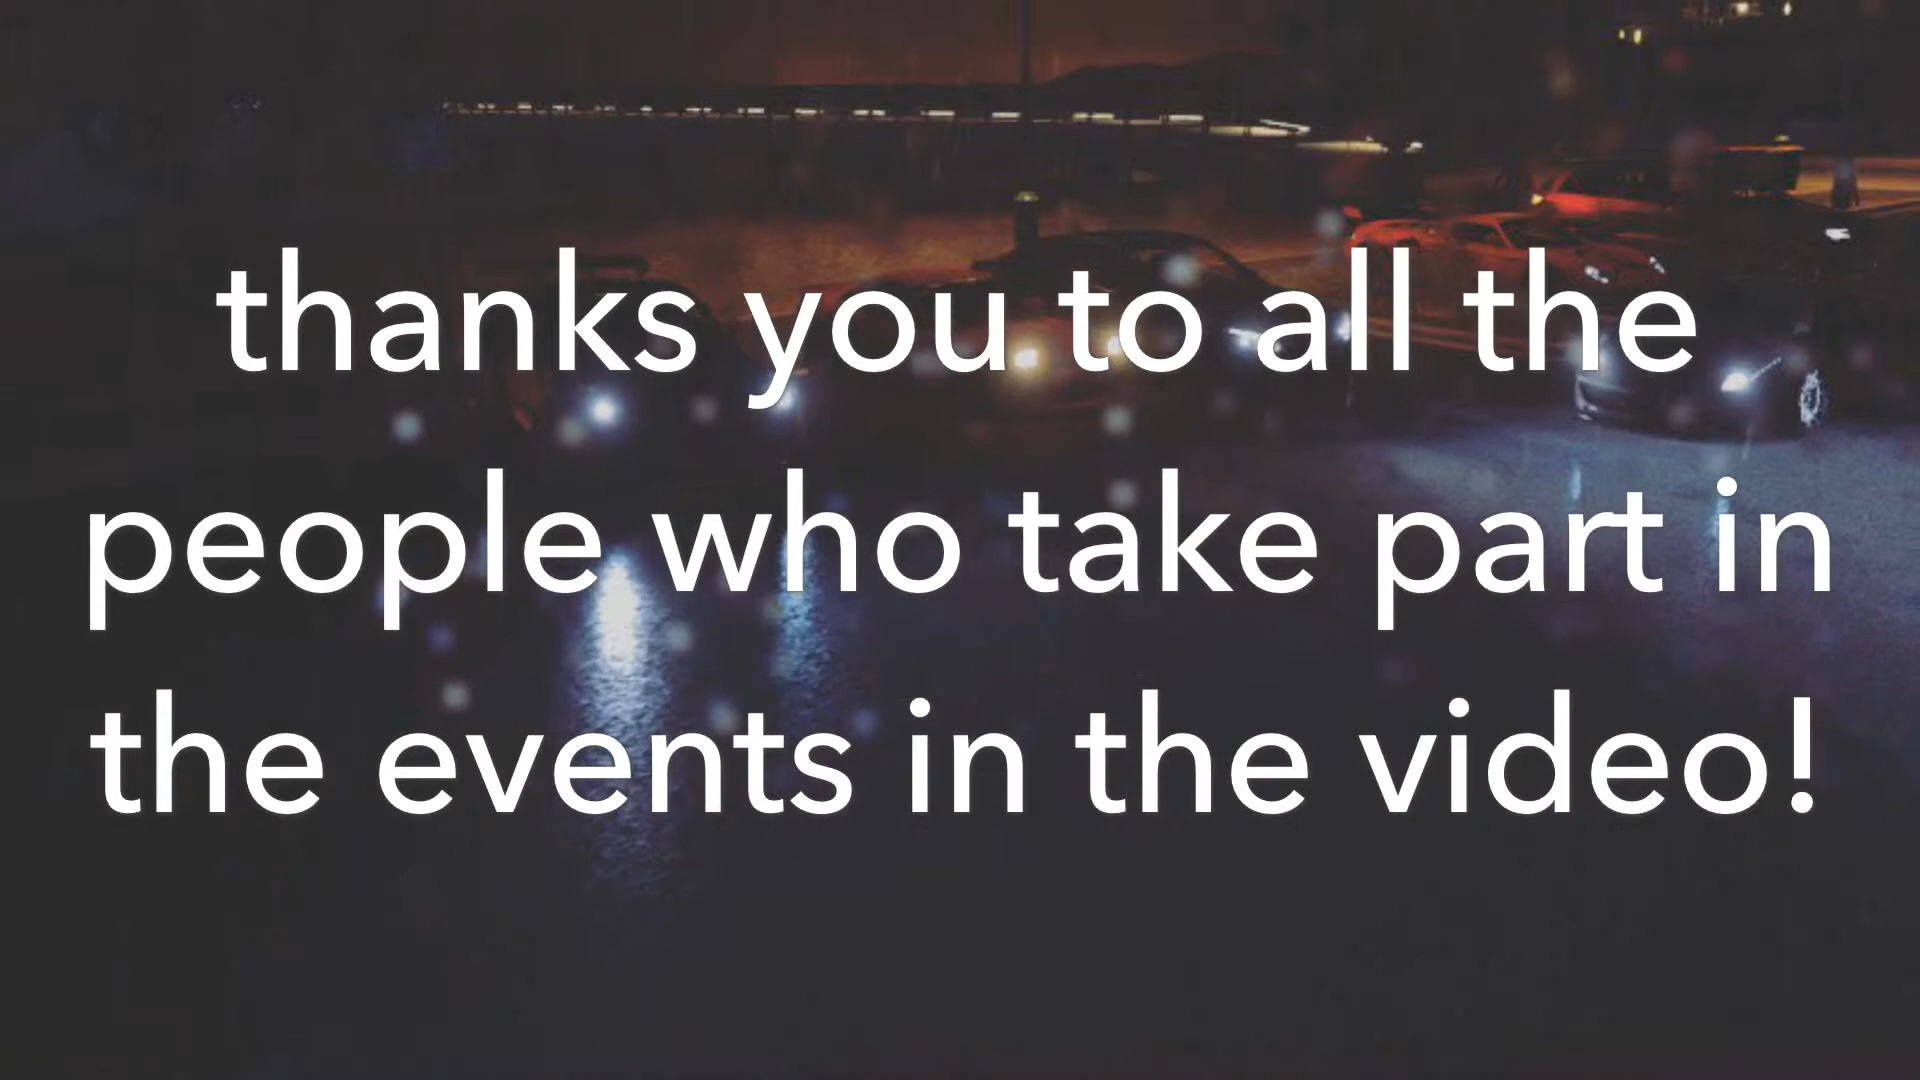 thanks you to all the
people who take part in
the events in the video!